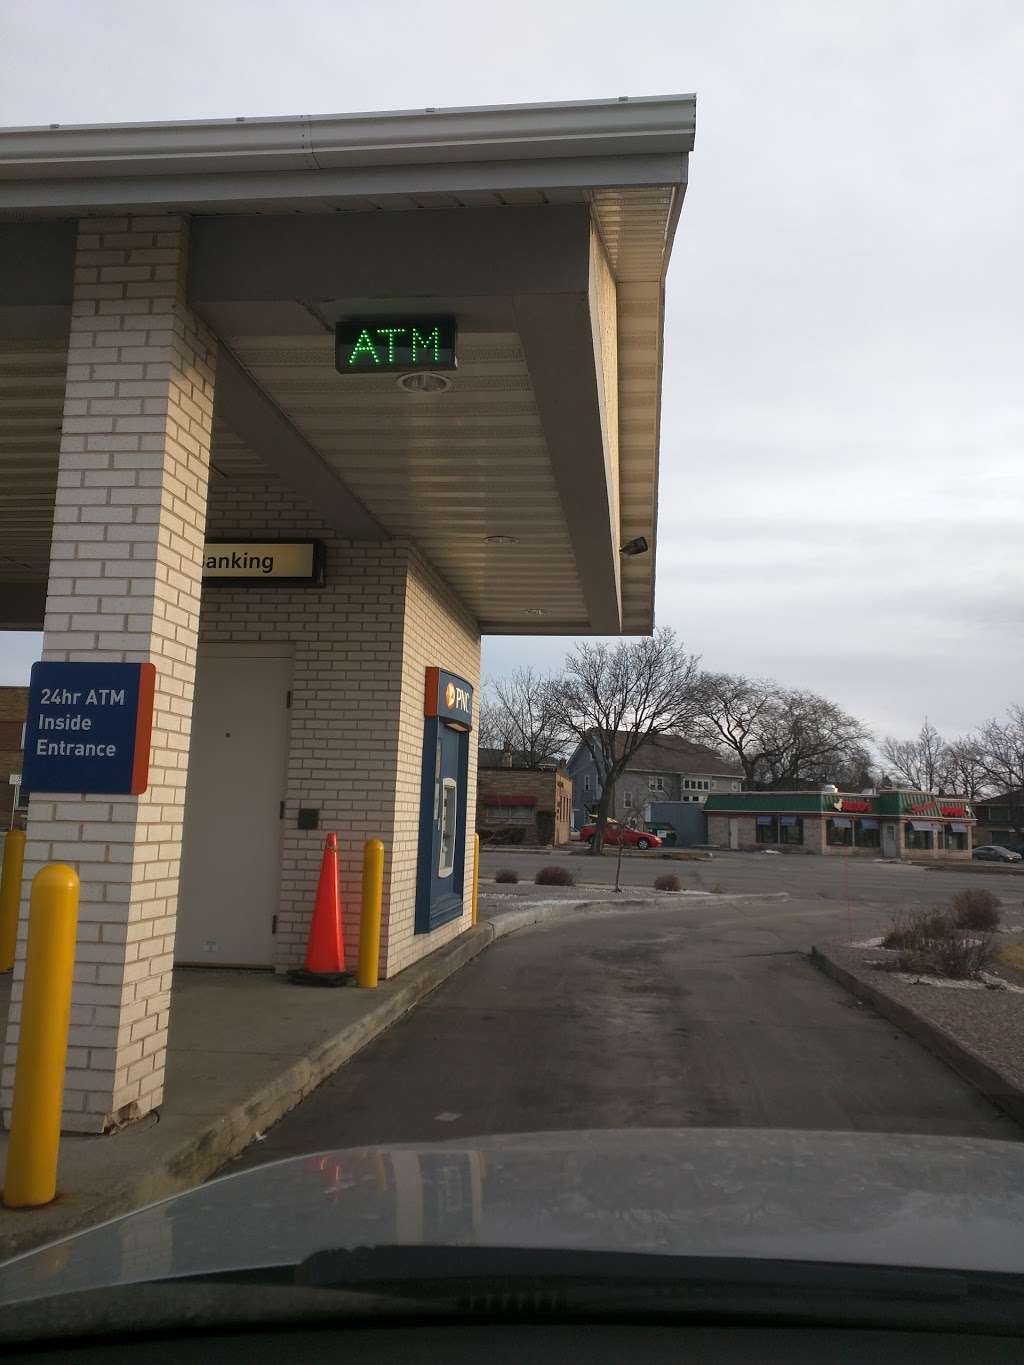 ATM
anking
24hr ATM
Inside
Entrance
PNC